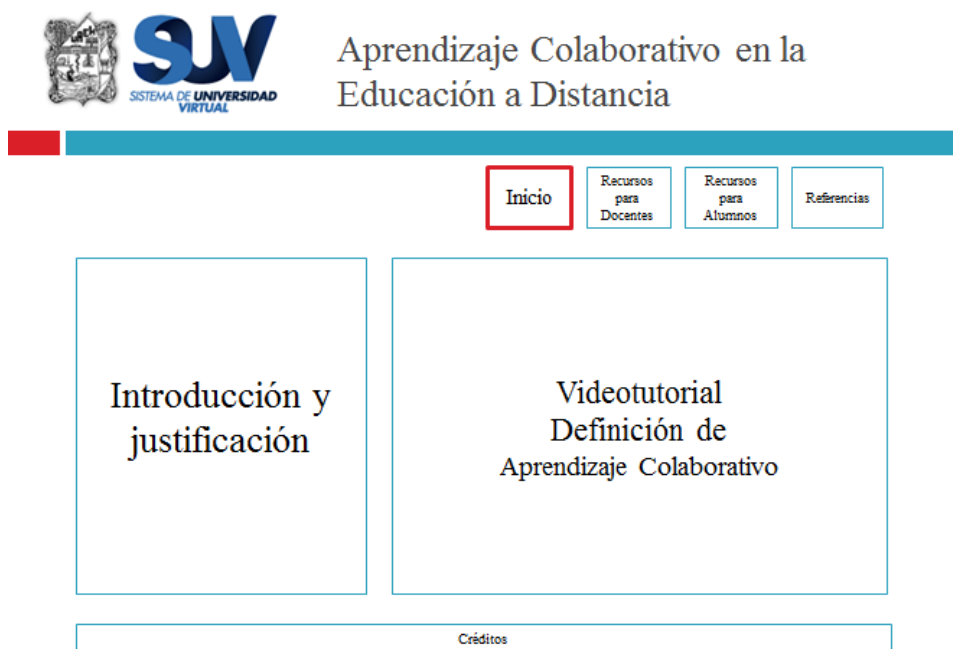 SUV
SISTEMA DE UNIVERSIDAD
VIRTUAL
Aprendizaje Colaborativo en la
Educación a Distancia
Inicio
Recursos
para
Docentes
Recursos
para
Alumnos
Referencias
Introducción y
justificación
Videotutorial
Definición de
Aprendizaje Colaborativo
Créditos